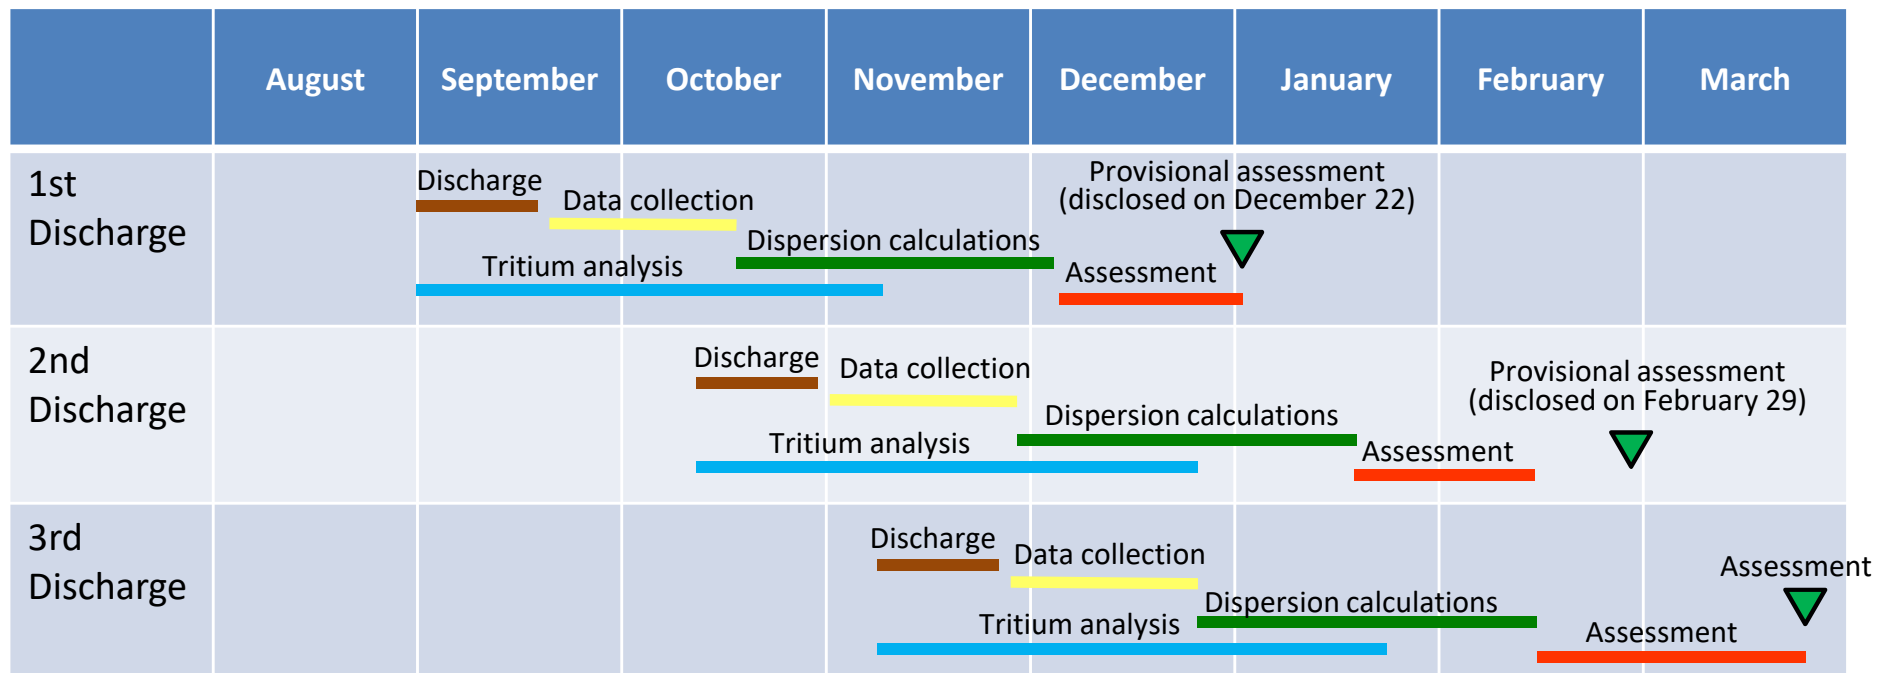 August September October November December January February March
1st
Discharge
Discharge
Data collection
Provisional assessment
(disclosed on December 22)
Dispersion calculations
Tritium analysis
Assessment
2nd
Discharge
Discharge
Data collection
Provisional assessment
(disclosed on February 29)
Dispersion calculations
Tritium analysis
Assessment
3rd
Discharge
Discharge
Data collection
Assessment
Dispersion calculations
Tritium analysis
Assessment